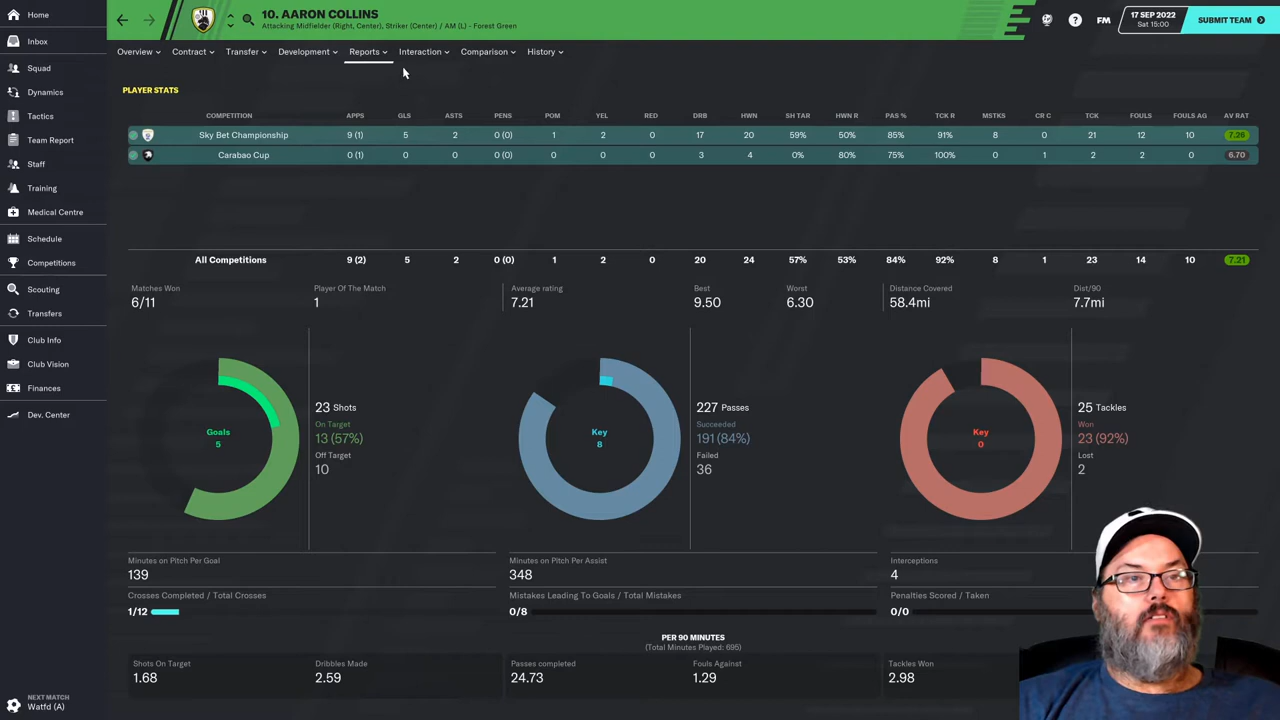 10. AARON COLLINS
Attacking Midfielder (Right, Center), Striker (Center) / AM (L) - Forest Green
FM
17 SEP 2022
Sat 15:00
SUBMIT TEAM
Home
Inbox
Squad
Dynamics
Tactics
Team Report
Staff
Training
Medical Centre
Schedule
Competitions
Scouting
Transfers
Club Info
Club Vision
Finances
Dev. Center
NEXT MATCH
Watfd (A)
Overview Contract Transfer Development Reports Interaction Comparison History
PLAYER STATS
COMPETITION APPS GLS ASTS PENS POM YEL RED DRB HWN SH TAR HWN R PAS % TCK R MSTKS CR C TCK FOULS FOULS AG AV RAT
Sky Bet Championship 9 (1) 5 2 0 (0) 1 2 0 17 20 59% 50% 85% 91% 8 0 21 12 10 7.26
Carabao Cup 0 (1) 0 0 0 (0) 0 0 0 3 4 0% 80% 75% 100% 0 1 2 2 0 6.70
All Competitions 9 (2) 5 2 0 (0) 1 2 0 20 24 57% 53% 84% 92% 8 1 23 14 10 7.21
Matches Won Player Of The Match Average rating Best Worst Distance Covered Dist/90
6/11 1 7.21 9.50 6.30 58.4mi 7.7mi
Goals
5
23 Shots
On Target
13 (57%)
Off Target
10
Key
8
227 Passes
Succeeded
191 (84%)
Failed
36
Key
0
25 Tackles
Won
23 (92%)
Lost
2
Minutes on Pitch Per Goal
139
Minutes on Pitch Per Assist
348
Interceptions
4
Crosses Completed / Total Crosses
1/12
Mistakes Leading To Goals / Total Mistakes
0/8
Penalties Scored / Taken
0/0
PER 90 MINUTES
(Total Minutes Played: 695)
Shots On Target Dribbles Made Passes completed Fouls Against Tackles Won
1.68 2.59 24.73 1.29 2.98